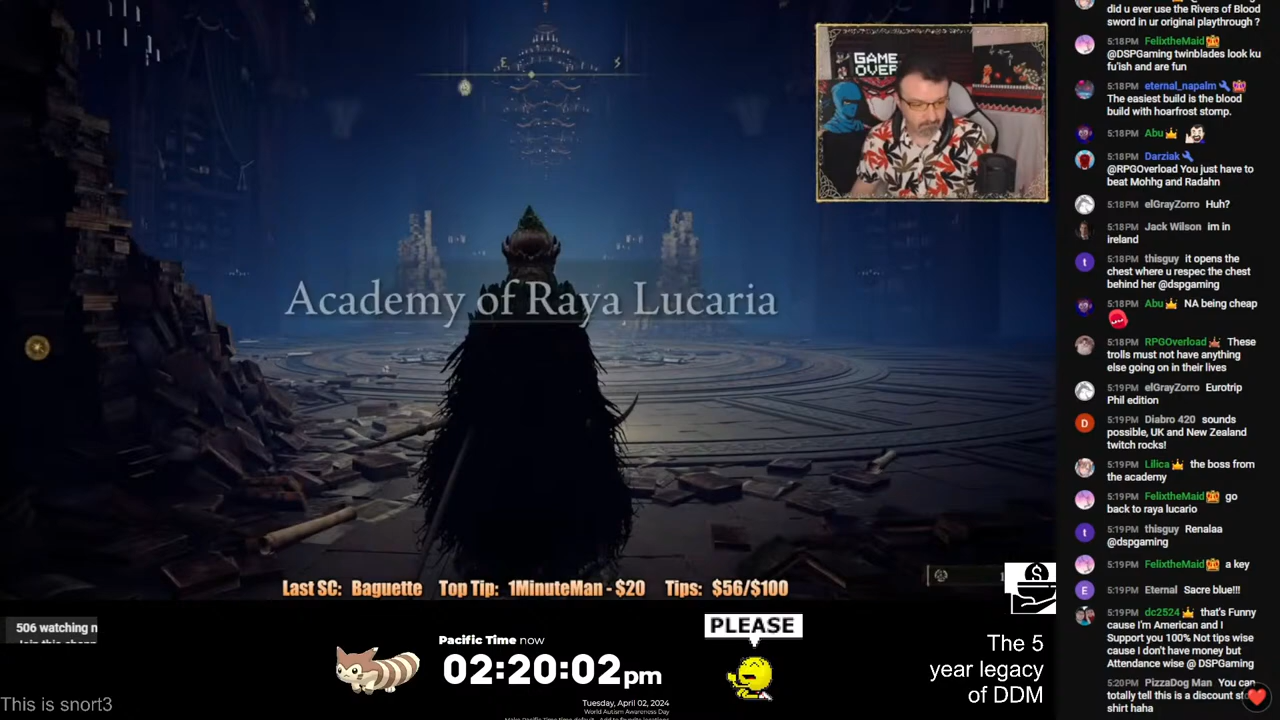 E
S
GAME
OVER
Academy of Raya Lucaria
Last SC: Baguette Top Tip: 1MinuteMan - $20 Tips: $56/$100
506 watching n
This is snort3
Pacific Time now
02:20:02pm
Tuesday, April 02, 2024
World Autism Awareness Day
PLEASE
The 5
year legacy
of DDM
did u ever use the Rivers of Blood
sword in ur original playthrough ?
5:18PM FelixtheMaid
@DSPGaming twinblades look ku
fu'ish and are fun
5:18PM eternal_napalm
The easiest build is the blood
build with hoarfrost stomp.
5:18PM Abu
5:18PM Darziak
@RPGOverload You just have to
beat Mohhg and Radahn
5:18PM elGrayZorro Huh?
5:18PM Jack Wilson im in
ireland
5:18PM thisguy it opens the
chest where u respec the chest
behind her @dspgaming
5:18PM Abu NA being cheap
5:18PM RPGOverload These
trolls must not have anything
else going on in their lives
5:19PM elGrayZorro Eurotrip
Phil edition
5:19PM Diabro 420 sounds
possible, UK and New Zealand
twitch rocks!
5:19PM Lilica the boss from
the academy
5:19PM FelixtheMaid go
back to raya lucario
5:19PM thisguy Renalaa
@dspgaming
5:19PM FelixtheMaid a key
5:19PM Eternal Sacre blue!!!
5:19PM dc2524 that's Funny
cause I'm American and I
Support you 100% Not tips wise
cause I don't have money but
Attendance wise @ DSPGaming
5:20PM PizzaDog Man You can
totally tell this is a discount
shirt haha